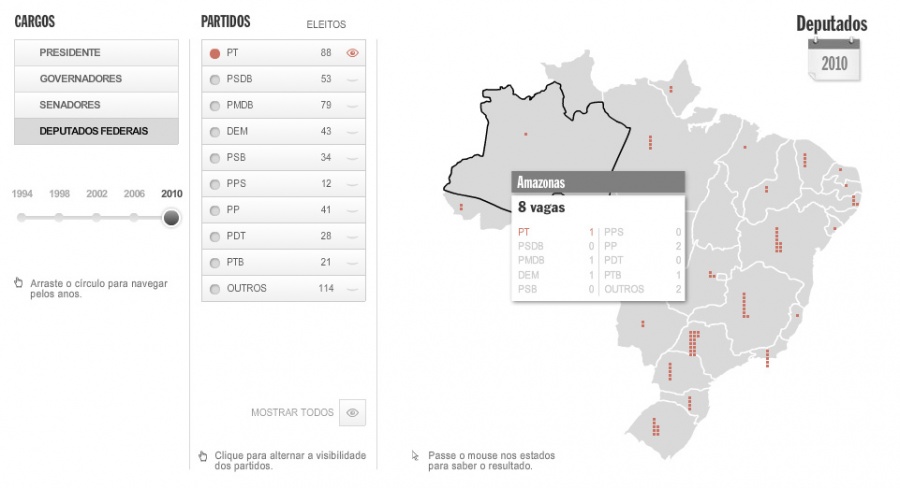 CARGOS
PRESIDENTE
GOVERNADORES
SENADORES
DEPUTADOS FEDERAIS
1994 1998 2002 2006 2010
Arraste o círculo para navegar
pelos anos.
PARTIDOS ELEITOS
PT 88
PSDB 53
PMDB 79
DEM 43
PSB 34
PPS 12
PP 41
PDT 28
PTB 21
OUTROS 114
MOSTRAR TODOS
Clique para alternar a visibilidade
dos partidos.
Deputados
2010
Amazonas
8 vagas
PT 1 PPS 0
PSDB 0 PP 2
PMDB 1 PDT 0
DEM 1 PTB 1
PSB 0 OUTROS 2
Passe o mouse nos estados
para saber o resultado.